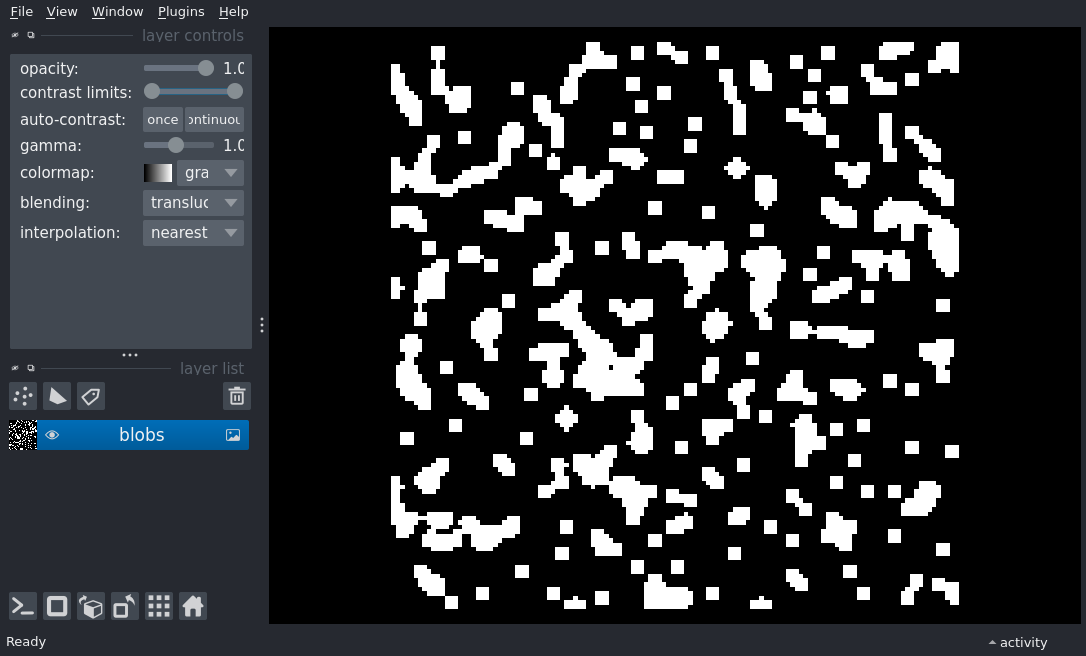 File View Window Plugins Help
layer controls
opacity: 1.0
contrast limits:
auto-contrast: once ontinuou
gamma: 1.0
colormap: gra
blending: transluc
interpolation: nearest
layer list
blobs
Ready
activity